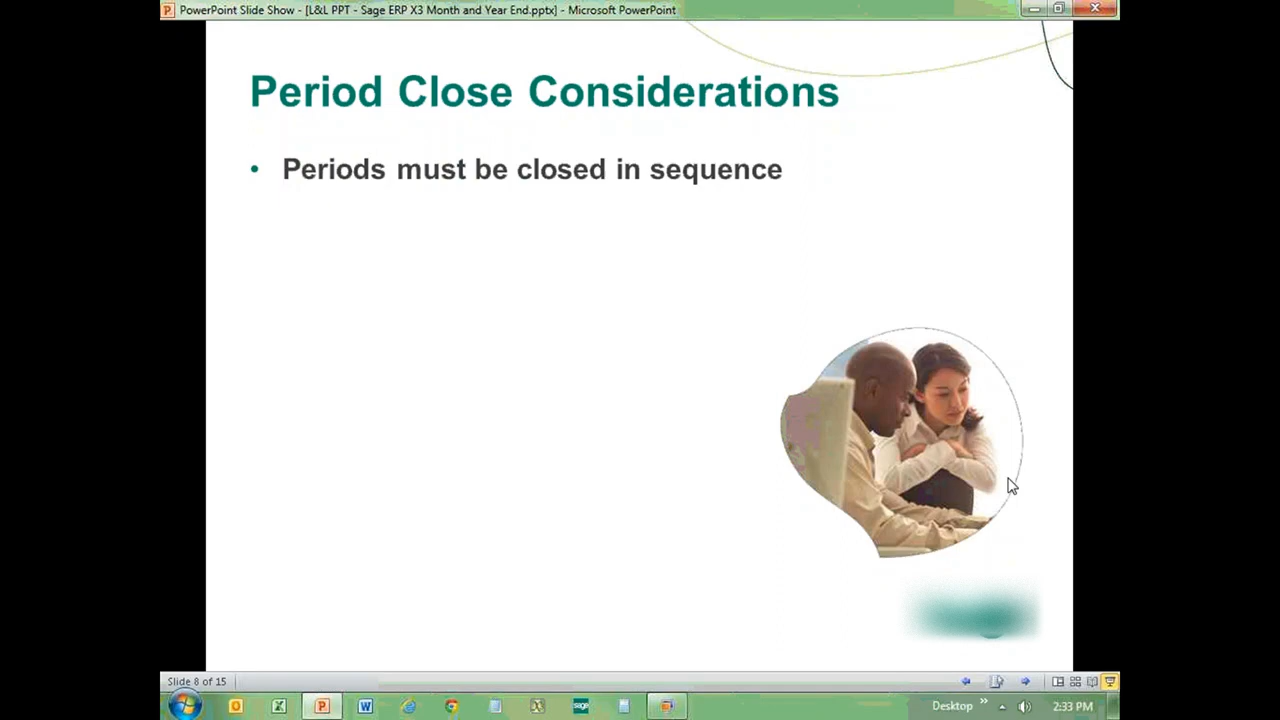 PowerPoint Slide Show - [L&L PPT - Sage ERP X3 Month and Year End.pptx] - Microsoft PowerPoint
Period Close Considerations
• Periods must be closed in sequence
Slide 8 of 15
sage
Desktop
2:33 PM